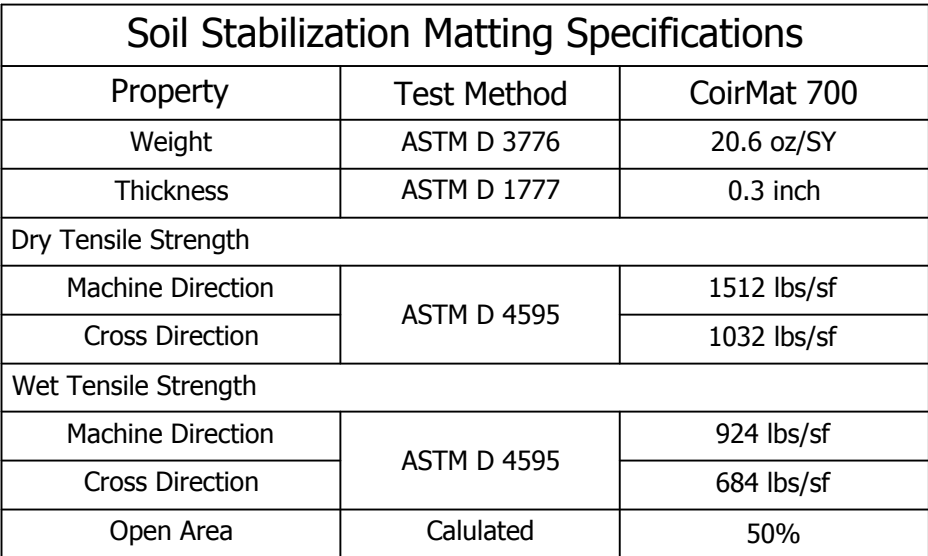 Soil Stabilization Matting Specifications
Property Test Method CoirMat 700
Weight ASTM D 3776 20.6 oz/SY
Thickness ASTM D 1777 0.3 inch
Dry Tensile Strength
Machine Direction ASTM D 4595 1512 lbs/sf
Cross Direction 1032 lbs/sf
Wet Tensile Strength
Machine Direction ASTM D 4595 924 lbs/sf
Cross Direction 684 lbs/sf
Open Area Calulated 50%